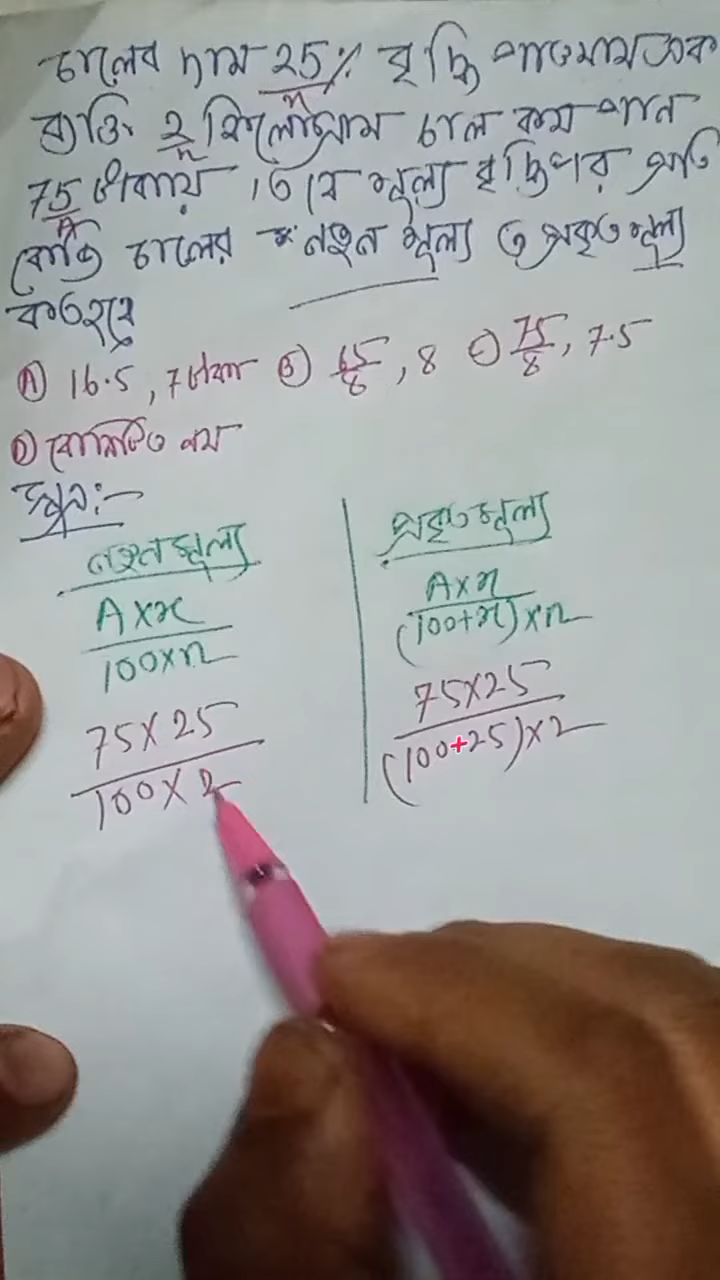 চালের দাম 25% বৃদ্ধি পাওয়ায় এক
ব্যক্তি 2 কিলোগ্রাম চাল কম পান
n
75 টাকায়। তবে মূল্য বৃদ্ধির পর প্রতি
A
কেজি চালের নতুন মূল্য ও প্রকৃত মূল্য
কত হবে
(A) 16.5, 7 টাকা (B) 65/8, 8 (C) 75/8, 7.5
(D) কোনটিও নয়
নতুন মূল্য
প্রকৃত মূল্য
A×x
100×n
A×x
(100+x)×n
75×25
100×2
75×25
(100+25)×2